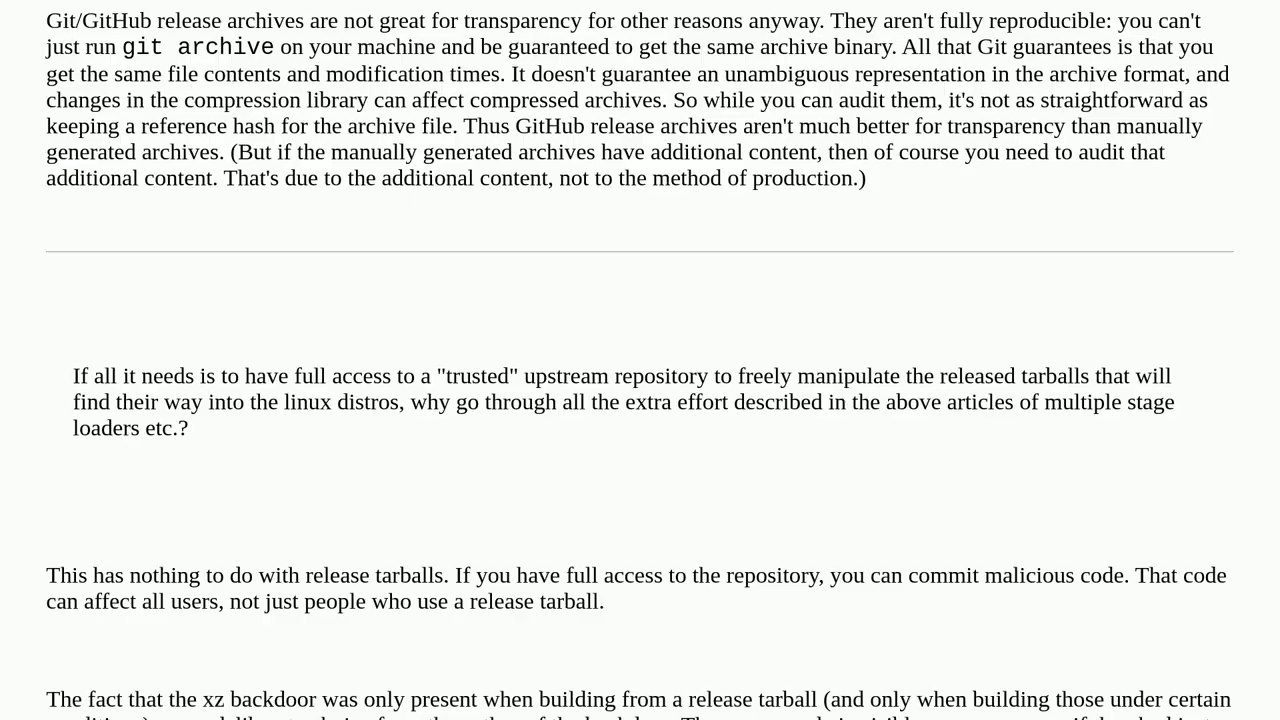 Git/GitHub release archives are not great for transparency for other reasons anyway. They aren't fully reproducible: you can't
just run git archive on your machine and be guaranteed to get the same archive binary. All that Git guarantees is that you
get the same file contents and modification times. It doesn't guarantee an unambiguous representation in the archive format, and
changes in the compression library can affect compressed archives. So while you can audit them, it's not as straightforward as
keeping a reference hash for the archive file. Thus GitHub release archives aren't much better for transparency than manually
generated archives. (But if the manually generated archives have additional content, then of course you need to audit that
additional content. That's due to the additional content, not to the method of production.)
If all it needs is to have full access to a "trusted" upstream repository to freely manipulate the released tarballs that will
find their way into the linux distros, why go through all the extra effort described in the above articles of multiple stage
loaders etc.?
This has nothing to do with release tarballs. If you have full access to the repository, you can commit malicious code. That code
can affect all users, not just people who use a release tarball.
The fact that the xz backdoor was only present when building from a release tarball (and only when building those under certain